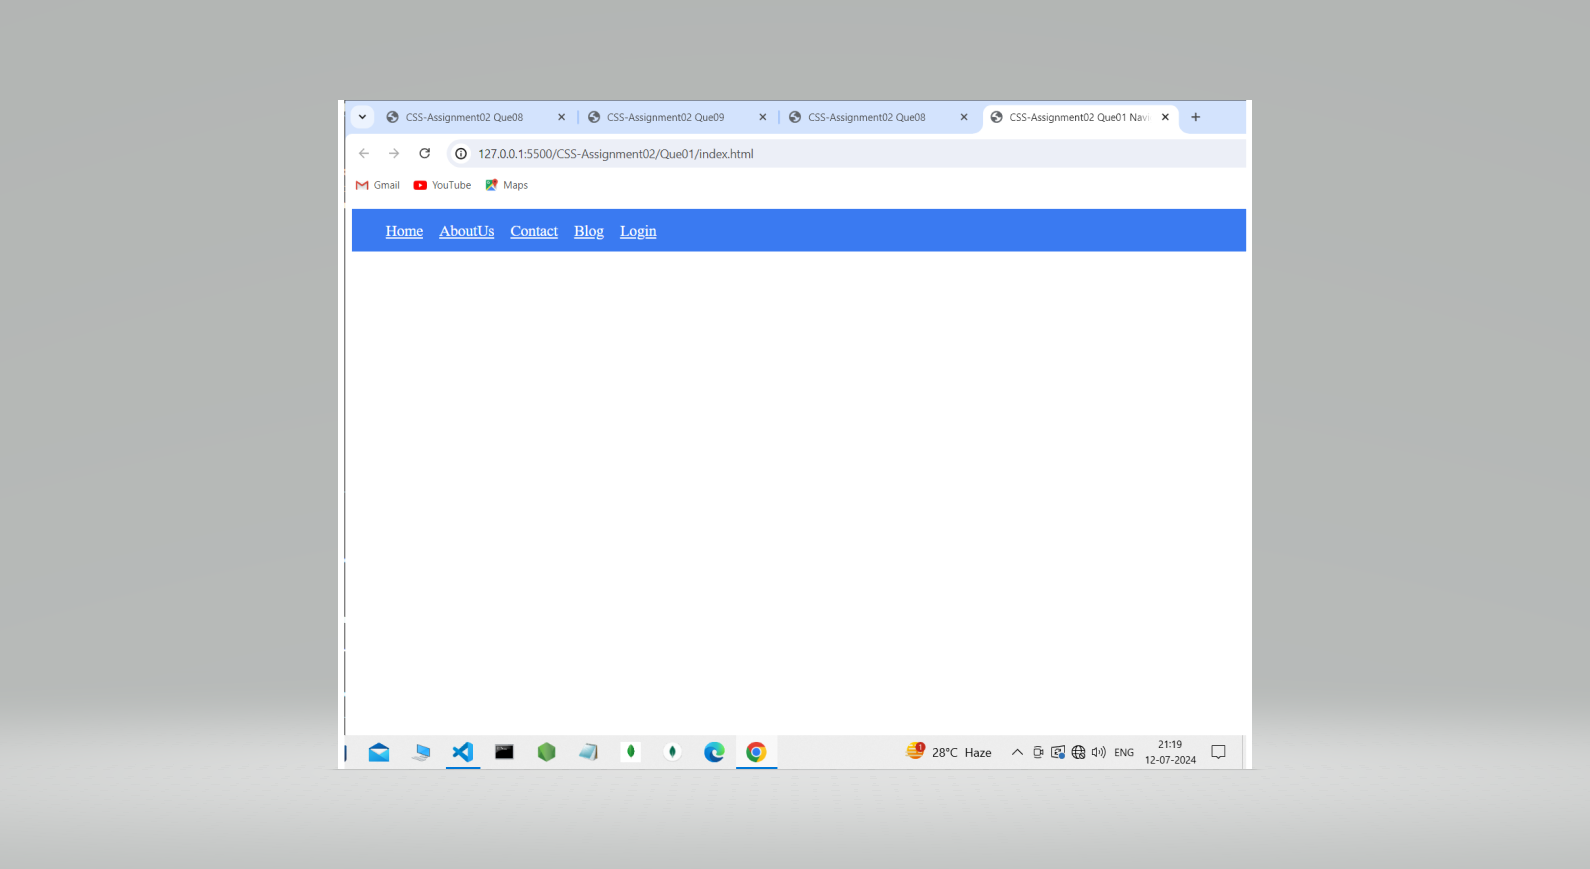 CSS-Assignment02 Que08 CSS-Assignment02 Que09 CSS-Assignment02 Que08 CSS-Assignment02 Que01 Navi
127.0.0.1:5500/CSS-Assignment02/Que01/index.html
Gmail YouTube Maps
Home AboutUs Contact Blog Login
1 28°C Haze ENG 21:19
12-07-2024